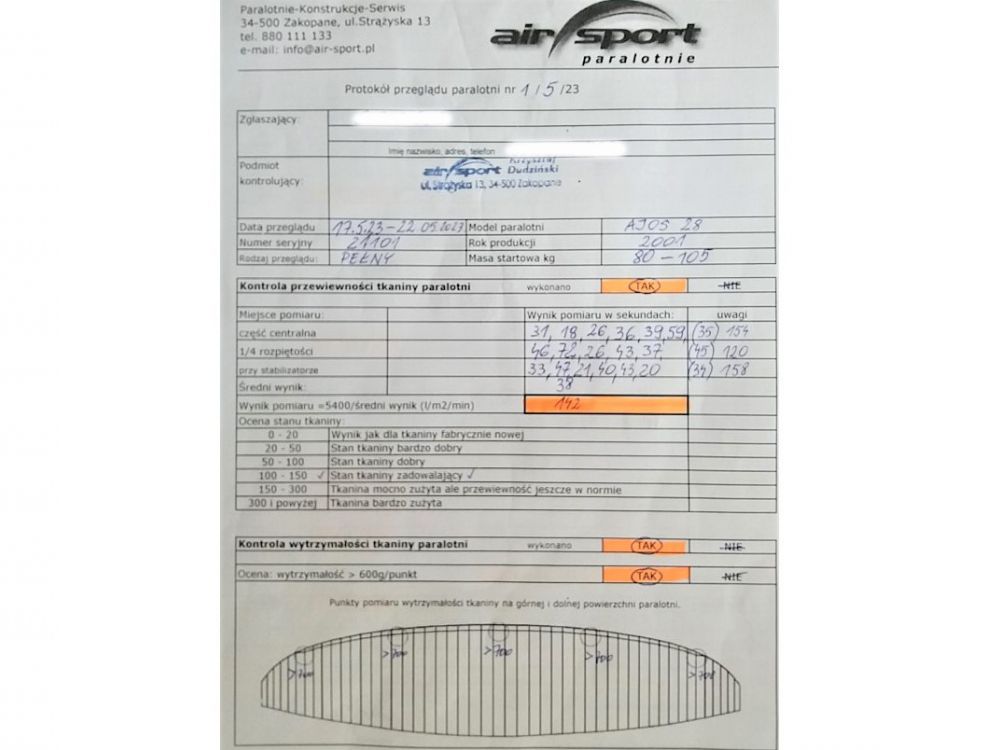 Paralotnie-Konstrukcje-Serwis
34-500 Zakopane, ul.Strążyska 13
tel. 880 111 133
e-mail: info@air-sport.pl
air sport
paralotnie
Protokół przeglądu paralotni nr 1/5/23
Zgłaszający:
Imię nazwisko, adres, telefon
Podmiot
kontrolujący:
air sport Krzysztof
Dudziński
ul. Strążyska 13, 34-500 Zakopane
Data przeglądu 17.5.23-22.05.2023 Model paralotni AJOS 28
Numer seryjny 21101 Rok produkcji 2001
Rodzaj przeglądu: PEŁNY Masa startowa kg 80-105
Kontrola przewiewności tkaniny paralotni wykonano TAK NIE
Miejsce pomiaru: Wynik pomiaru w sekundach: uwagi
część centralna 31, 18, 26, 36, 39, 59, (35) 154
1/4 rozpiętości 46, 72, 26, 43, 37 (45) 120
przy stabilizatorze 33, 47, 21, 40, 43, 20 (34) 158
Średni wynik: 38
Wynik pomiaru =5400/średni wynik (l/m2/min) 142
Ocena stanu tkaniny:
0 - 20 Wynik jak dla tkaniny fabrycznie nowej
20 - 50 Stan tkaniny bardzo dobry
50 - 100 Stan tkaniny dobry
100 - 150 √ Stan tkaniny zadowalający √
150 - 300 Tkanina mocno zużyta ale przewiewność jeszcze w normie
300 i powyżej Tkanina bardzo zużyta
Kontrola wytrzymałości tkaniny paralotni wykonano TAK NIE
Ocena: wytrzymałość > 600g/punkt TAK NIE
Punkty pomiaru wytrzymałości tkaniny na górnej i dolnej powierzchni paralotni.
>700 >700 >700 >700 >700